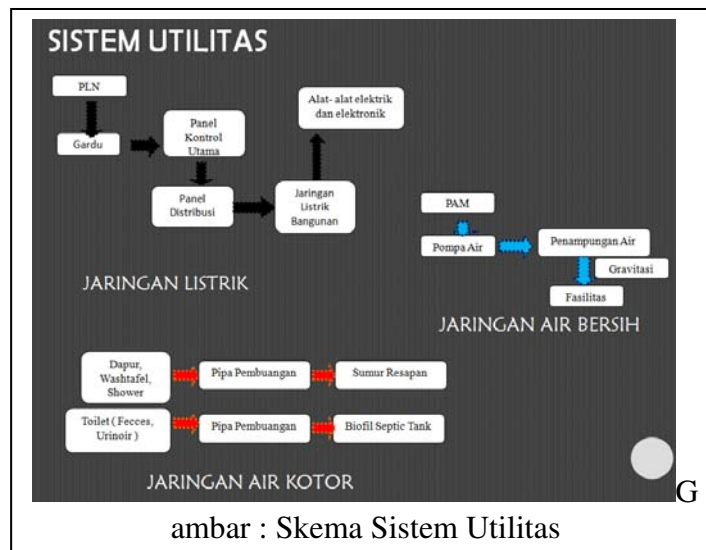 SISTEM UTILITAS
PLN
Gardu
Panel
Kontrol
Utama
Panel
Distribusi
Jaringan
Listrik
Bangunan
Alat- alat elektrik
dan elektronik
JARINGAN LISTRIK
PAM
Pompa Air
Penampungan Air
Gravitasi
Fasilitas
JARINGAN AIR BERSIH
Dapur,
Washtafel,
Shower
Pipa Pembuangan
Sumur Resapan
Toilet ( Fecces,
Urinoir )
Pipa Pembuangan
Biofil Septic Tank
JARINGAN AIR KOTOR
G
ambar : Skema Sistem Utilitas